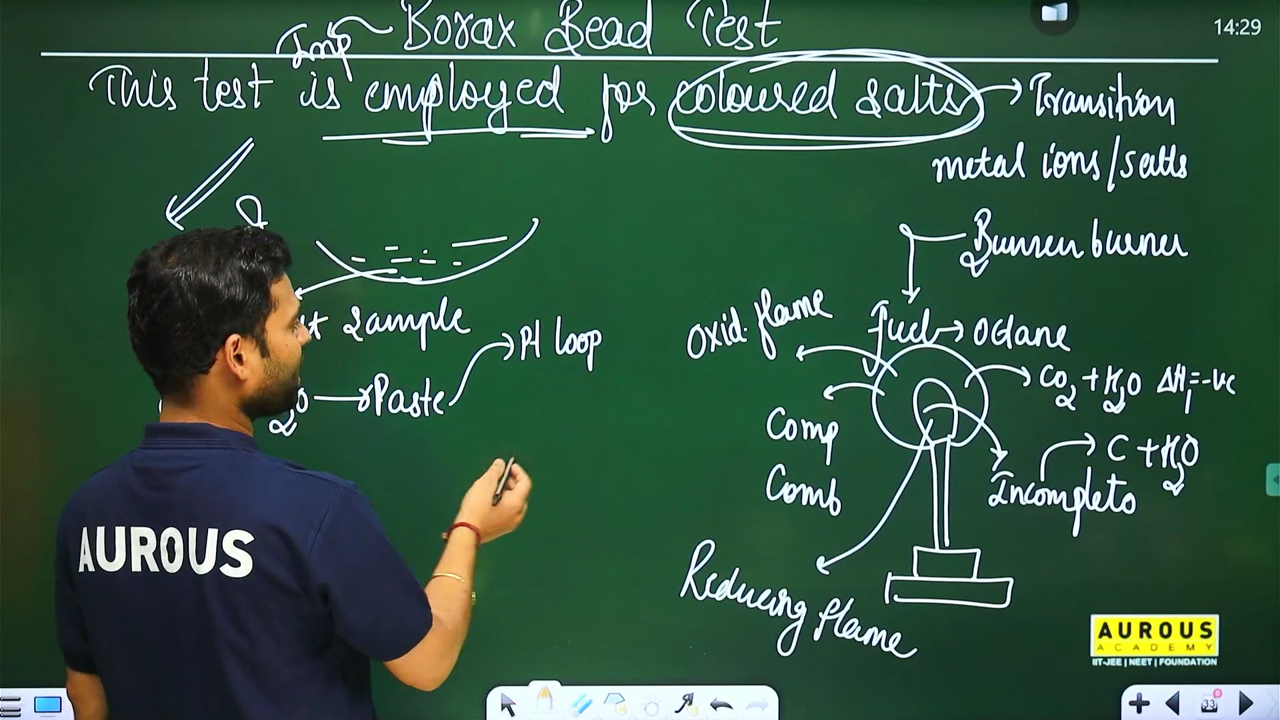 Imp Borax Bead Test
14:29
This test is employed for coloured salts → Transition
metal ions/salts
Bunsen burner
Sample
Pt loop
Paste
Oxid. flame
fuel → Octane
CO2 + H2O ΔH=-ve
Comp
Comb
C + H2O
Incomplete
Reducing flame
AUROUS
AUROUS
ACADEMY
IIT-JEE | NEET | FOUNDATION
33